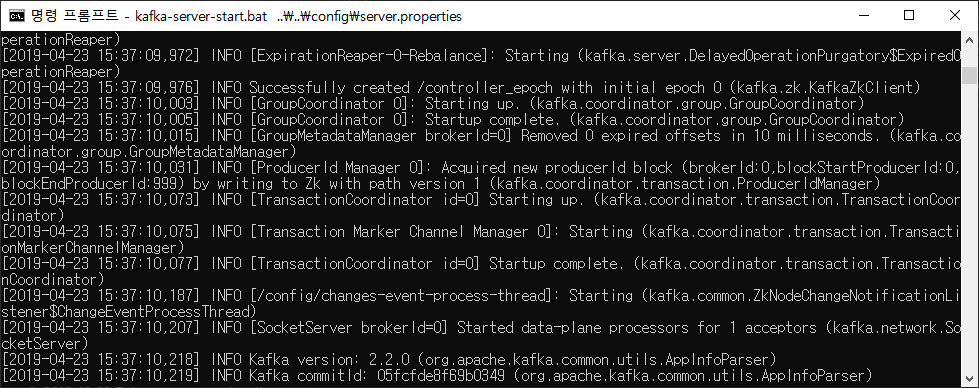 명령 프롬프트 - kafka-server-start.bat ..\..\config\server.properties
perationReaper)
[2019-04-23 15:37:09,972] INFO [ExpirationReaper-0-Rebalance]: Starting (kafka.server.DelayedOperationPurgatory$ExpiredO
perationReaper)
[2019-04-23 15:37:09,976] INFO Successfully created /controller_epoch with initial epoch 0 (kafka.zk.KafkaZkClient)
[2019-04-23 15:37:10,003] INFO [GroupCoordinator 0]: Starting up. (kafka.coordinator.group.GroupCoordinator)
[2019-04-23 15:37:10,005] INFO [GroupCoordinator 0]: Startup complete. (kafka.coordinator.group.GroupCoordinator)
[2019-04-23 15:37:10,015] INFO [GroupMetadataManager brokerId=0] Removed 0 expired offsets in 10 milliseconds. (kafka.co
ordinator.group.GroupMetadataManager)
[2019-04-23 15:37:10,031] INFO [ProducerId Manager 0]: Acquired new producerId block (brokerId:0,blockStartProducerId:0,
blockEndProducerId:999) by writing to Zk with path version 1 (kafka.coordinator.transaction.ProducerIdManager)
[2019-04-23 15:37:10,073] INFO [TransactionCoordinator id=0] Starting up. (kafka.coordinator.transaction.TransactionCoor
dinator)
[2019-04-23 15:37:10,075] INFO [Transaction Marker Channel Manager 0]: Starting (kafka.coordinator.transaction.Transacti
onMarkerChannelManager)
[2019-04-23 15:37:10,077] INFO [TransactionCoordinator id=0] Startup complete. (kafka.coordinator.transaction.Transactio
nCoordinator)
[2019-04-23 15:37:10,187] INFO [/config/changes-event-process-thread]: Starting (kafka.common.ZkNodeChangeNotificationLi
stener$ChangeEventProcessThread)
[2019-04-23 15:37:10,207] INFO [SocketServer brokerId=0] Started data-plane processors for 1 acceptors (kafka.network.So
cketServer)
[2019-04-23 15:37:10,218] INFO Kafka version: 2.2.0 (org.apache.kafka.common.utils.AppInfoParser)
[2019-04-23 15:37:10,219] INFO Kafka commitId: 05fcfde8f69b0349 (org.apache.kafka.common.utils.AppInfoParser)